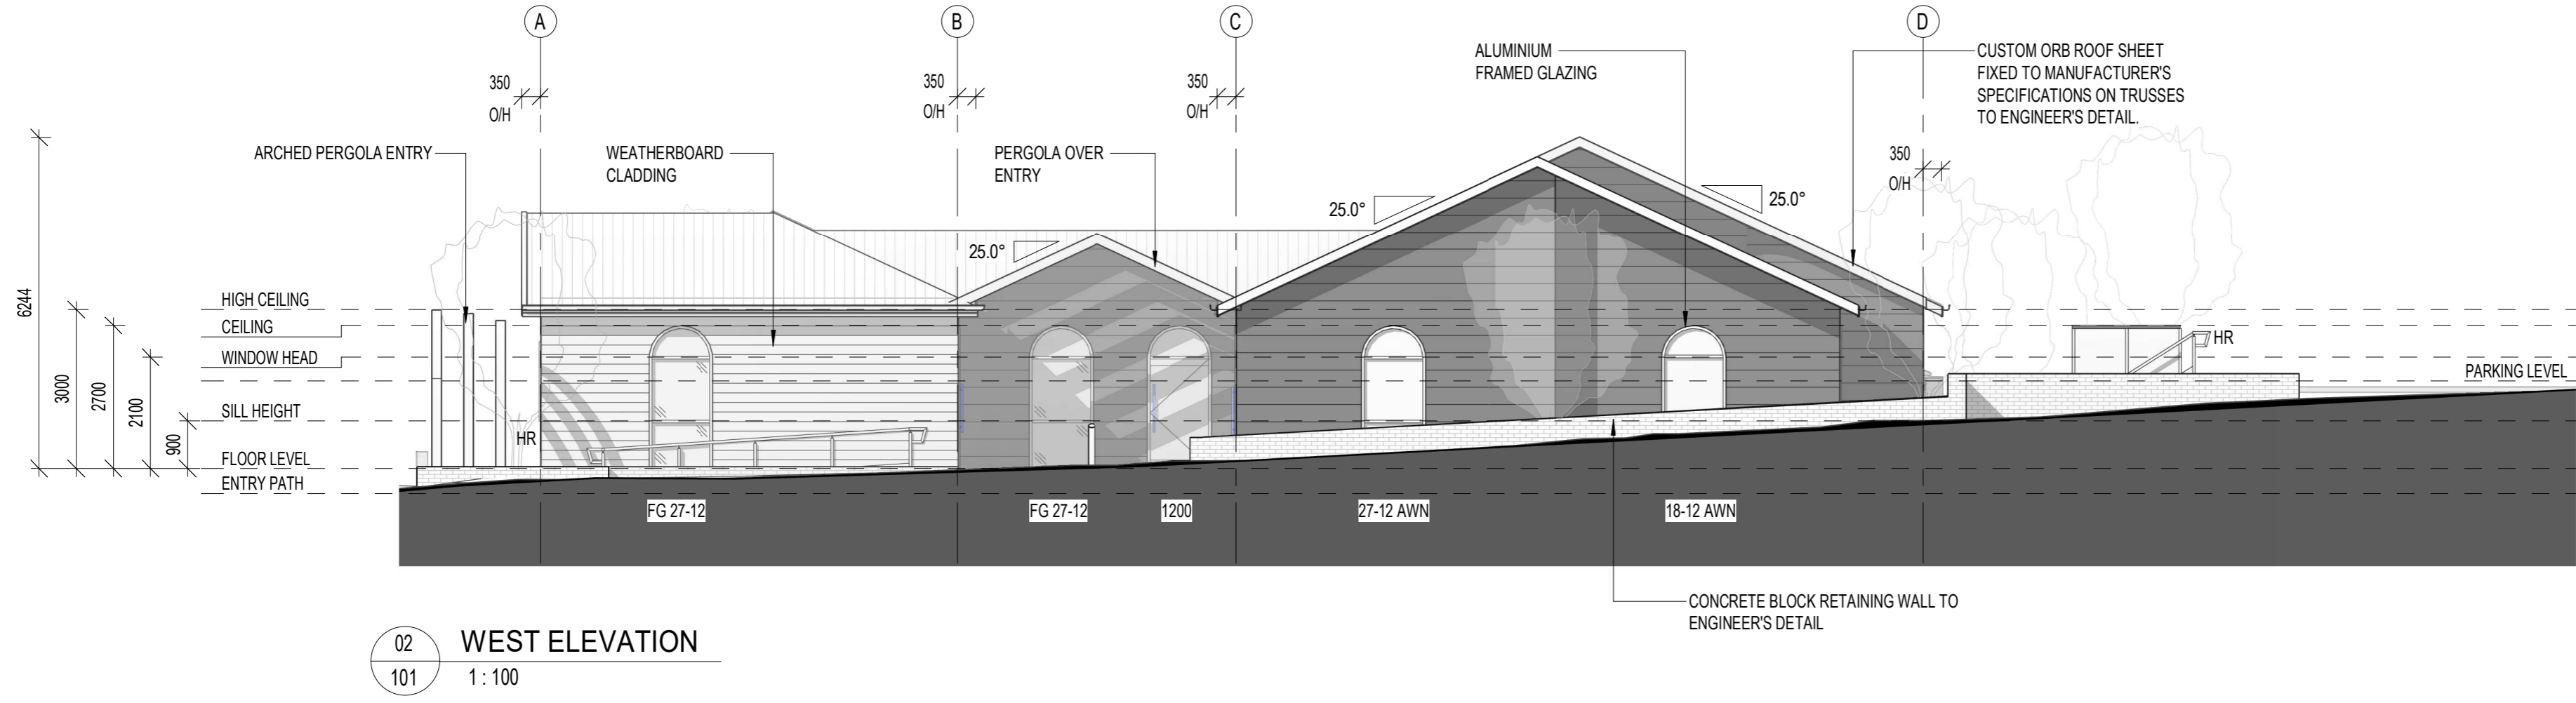 A
B
C
D
350
O/H
350
O/H
350
O/H
350
O/H
ALUMINIUM
FRAMED GLAZING
CUSTOM ORB ROOF SHEET
FIXED TO MANUFACTURER'S
SPECIFICATIONS ON TRUSSES
TO ENGINEER'S DETAIL.
ARCHED PERGOLA ENTRY
WEATHERBOARD
CLADDING
PERGOLA OVER
ENTRY
25.0°
25.0°
25.0°
6244
3000
2700
2100
900
HIGH CEILING
CEILING
WINDOW HEAD
SILL HEIGHT
FLOOR LEVEL
ENTRY PATH
HR
HR
PARKING LEVEL
FG 27-12
FG 27-12
1200
27-12 AWN
18-12 AWN
CONCRETE BLOCK RETAINING WALL TO
ENGINEER'S DETAIL
02
101
WEST ELEVATION
1 : 100